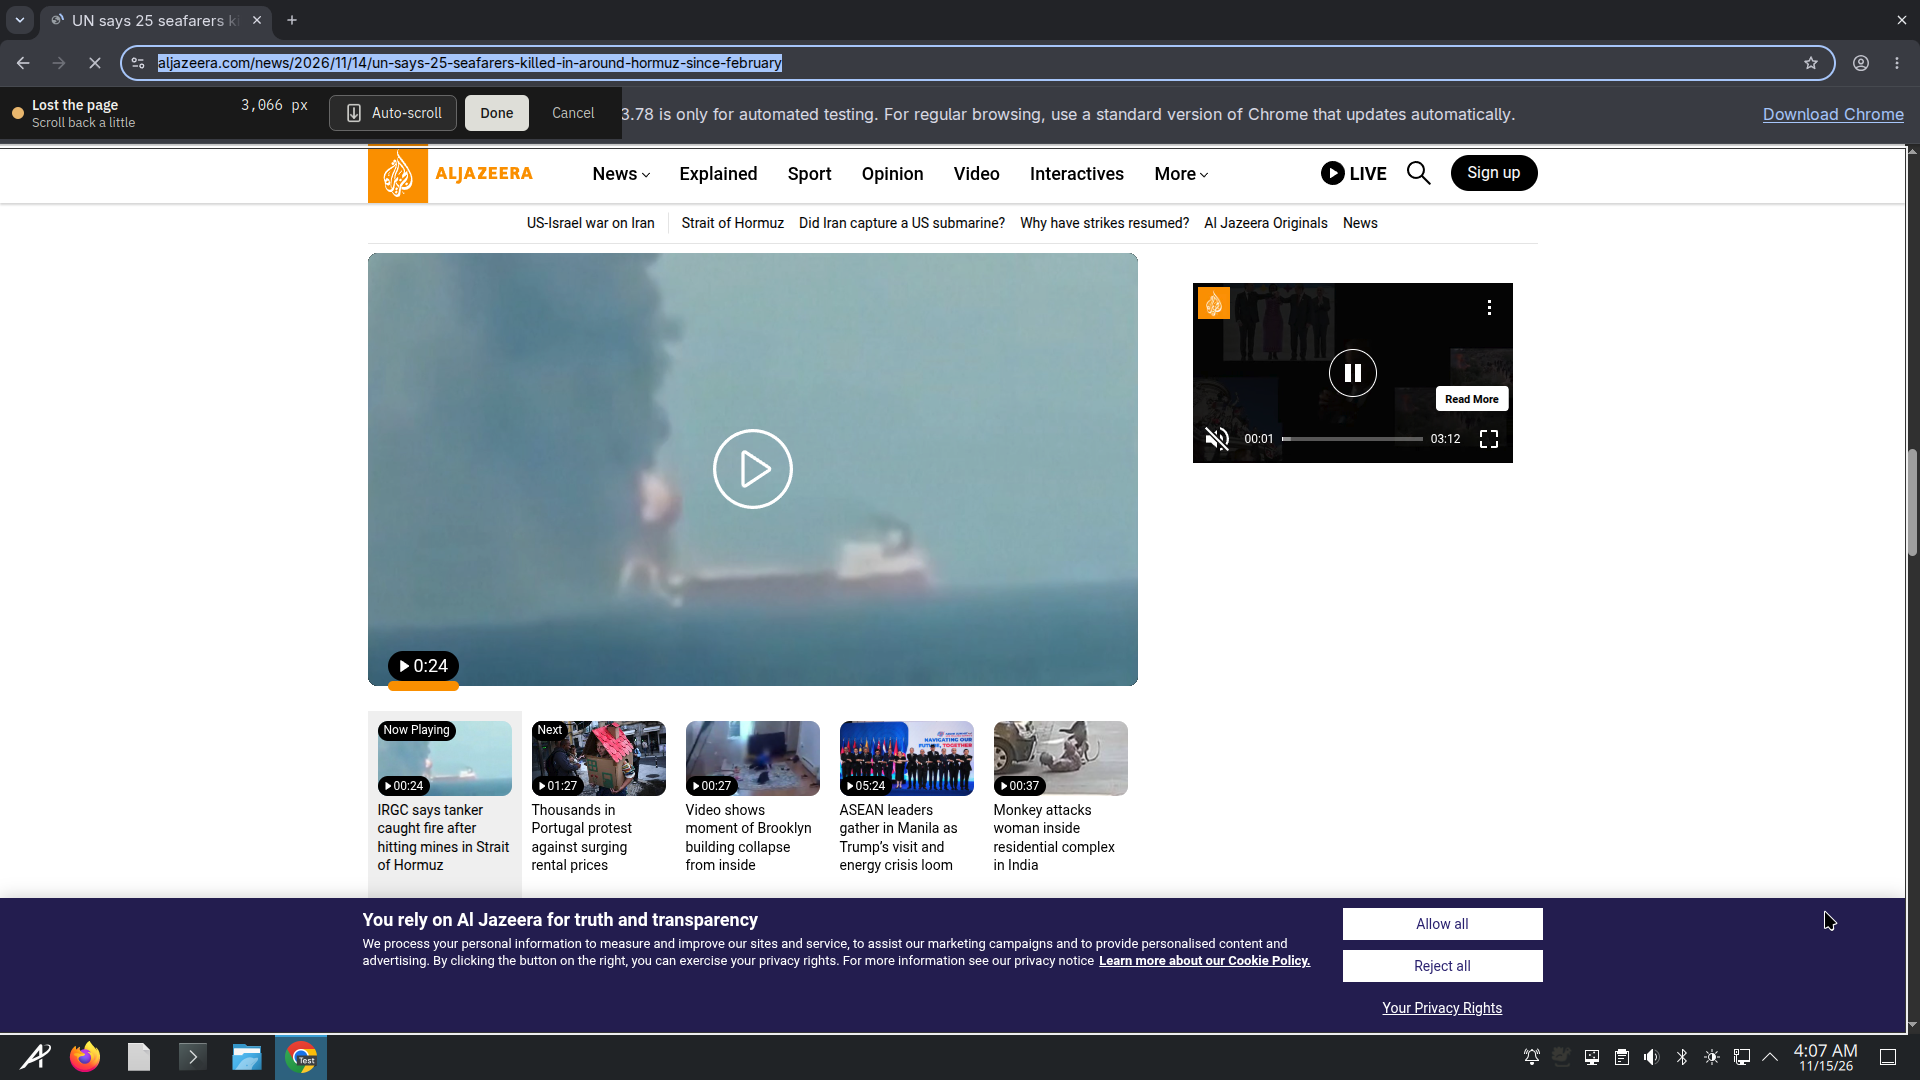 UN says 25 seafarers ki
aljazeera.com/news/2026/11/14/un-says-25-seafarers-killed-in-around-hormuz-since-february
Lost the page
Scroll back a little
3,066 px
Auto-scroll
Done
Cancel
3.78 is only for automated testing. For regular browsing, use a standard version of Chrome that updates automatically.
Download Chrome
ALJAZEERA
News
Explained
Sport
Opinion
Video
Interactives
More
LIVE
Sign up
US-Israel war on Iran
Strait of Hormuz
Did Iran capture a US submarine?
Why have strikes resumed?
Al Jazeera Originals
News
0:24
Read More
00:01
03:12
Now Playing
00:24
IRGC says tanker
caught fire after
hitting mines in Strait
of Hormuz
Next
01:27
Thousands in
Portugal protest
against surging
rental prices
00:27
Video shows
moment of Brooklyn
building collapse
from inside
NAVIGATING OUR
FUTURE, TOGETHER
05:24
ASEAN leaders
gather in Manila as
Trump's visit and
energy crisis loom
00:37
Monkey attacks
woman inside
residential complex
in India
You rely on Al Jazeera for truth and transparency
We process your personal information to measure and improve our sites and service, to assist our marketing campaigns and to provide personalised content and
advertising. By clicking the button on the right, you can exercise your privacy rights. For more information see our privacy notice Learn more about our Cookie Policy.
Allow all
Reject all
Your Privacy Rights
Test
4:07 AM
11/15/26